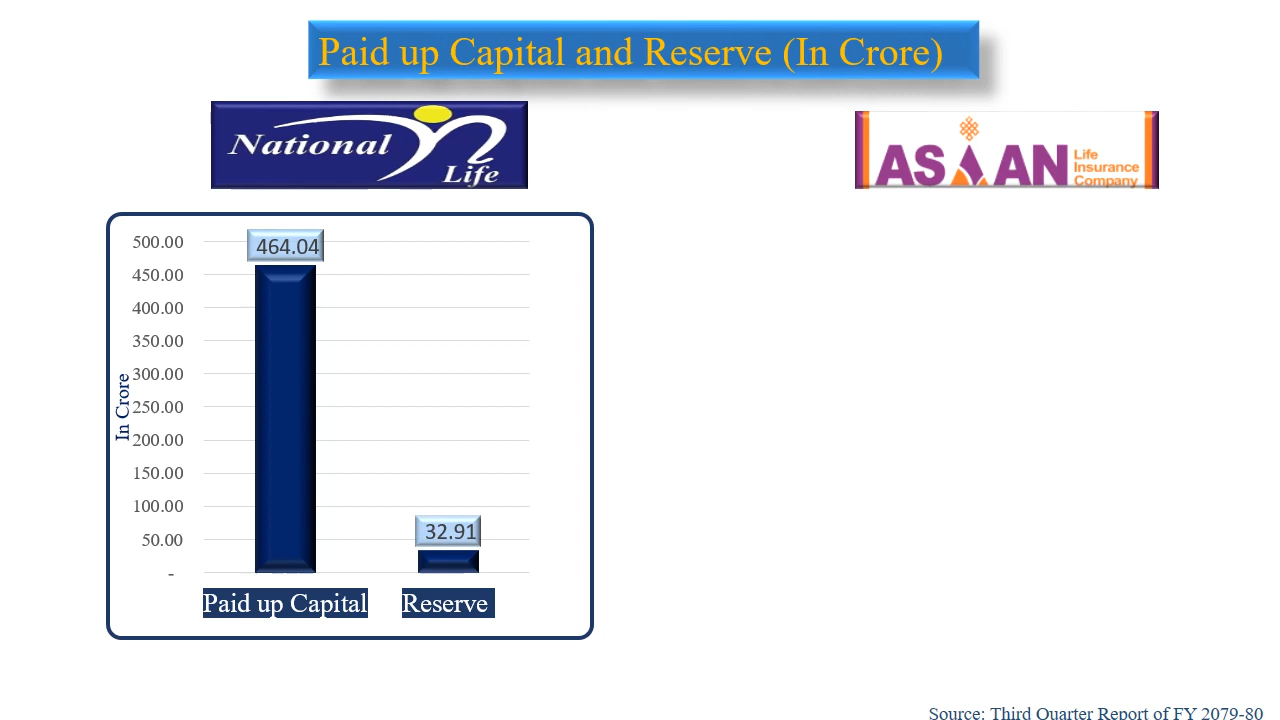 Paid up Capital and Reserve (In Crore)
National
Life
ASIAN
Life
Insurance
Company
500.00
450.00
400.00
350.00
300.00
250.00
200.00
150.00
100.00
50.00
-
In Crore
464.04
32.91
Paid up Capital
Reserve
Source: Third Quarter Report of FY 2079-80